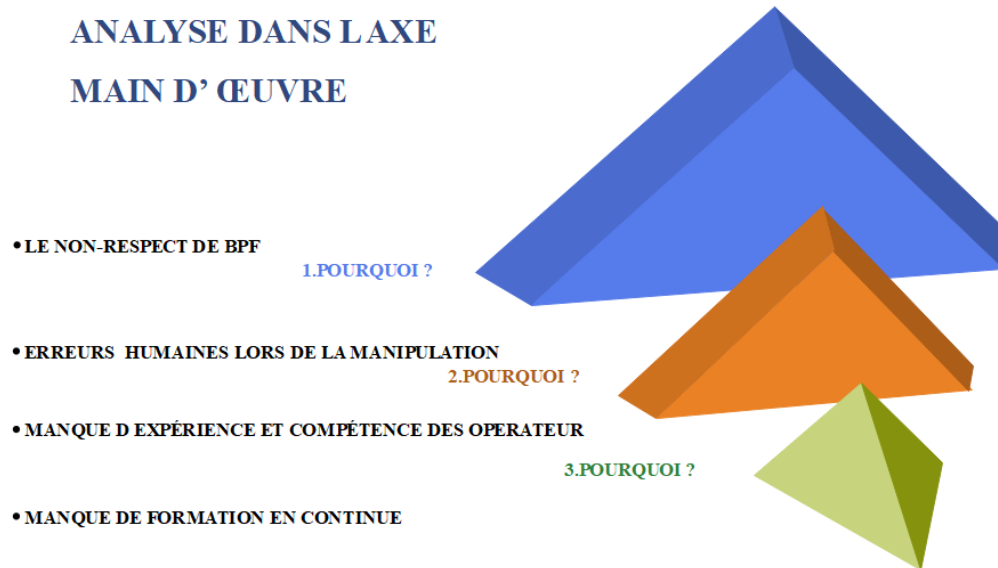 ANALYSE DANS L AXE
MAIN D’ ŒUVRE
• LE NON-RESPECT DE BPF
1.POURQUOI ?
• ERREURS HUMAINES LORS DE LA MANIPULATION
2.POURQUOI ?
• MANQUE D EXPÉRIENCE ET COMPÉTENCE DES OPERATEUR
3.POURQUOI ?
• MANQUE DE FORMATION EN CONTINUE